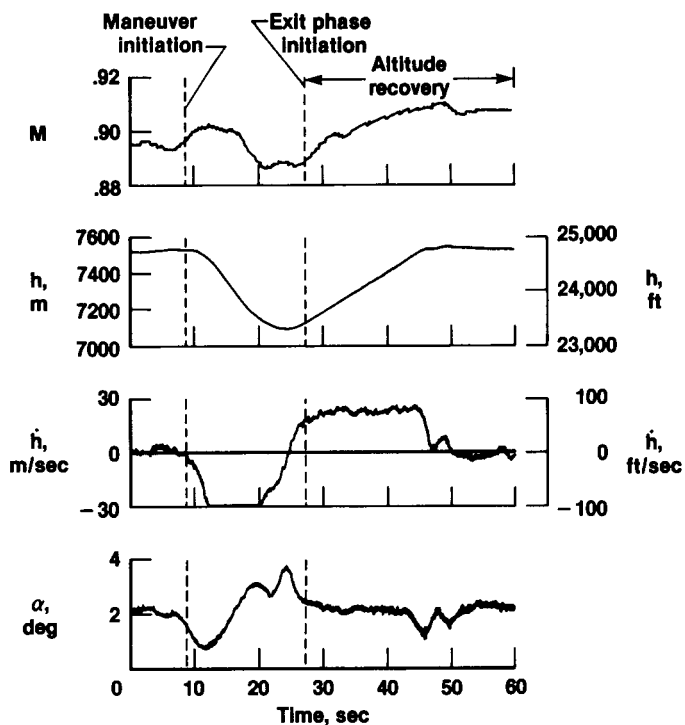 Maneuver
initiation
Exit phase
initiation
Altitude
recovery
.92
M
.90
.88
7600
7400
h,
m
7200
7000
25,000
24,000
h,
ft
23,000
30
ḣ,
m/sec
0
–30
100
0
ḣ,
ft/sec
–100
4
α,
deg
2
0 10 20 30 40 50 60
Time, sec